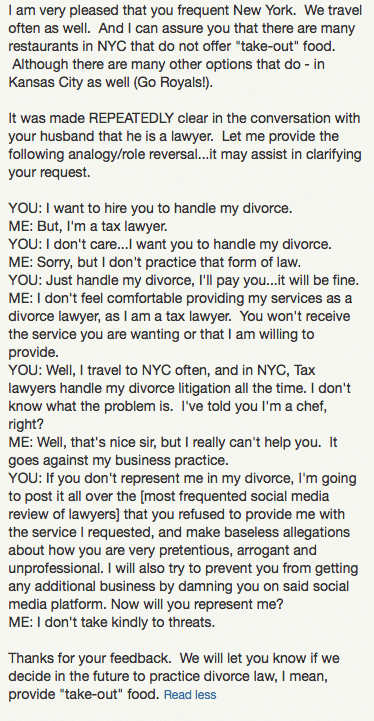 I am very pleased that you frequent New York.  We travel
often as well.  And I can assure you that there are many
restaurants in NYC that do not offer "take-out" food.
Although there are many other options that do - in
Kansas City as well (Go Royals!).

It was made REPEATEDLY clear in the conversation with
your husband that he is a lawyer.  Let me provide the
following analogy/role reversal...it may assist in clarifying
your request.

YOU: I want to hire you to handle my divorce.
ME: But, I'm a tax lawyer.
YOU: I don't care...I want you to handle my divorce.
ME: Sorry, but I don't practice that form of law.
YOU: Just handle my divorce, I'll pay you...it will be fine.
ME: I don't feel comfortable providing my services as a
divorce lawyer, as I am a tax lawyer.  You won't receive
the service you are wanting or that I am willing to
provide.
YOU: Well, I travel to NYC often, and in NYC, Tax
lawyers handle my divorce litigation all the time. I don't
know what the problem is.  I've told you I'm a chef,
right?
ME: Well, that's nice sir, but I really can't help you.  It
goes against my business practice.
YOU: If you don't represent me in my divorce, I'm going
to post it all over the [most frequented social media
review of lawyers] that you refused to provide me with
the service I requested, and make baseless allegations
about how you are very pretentious, arrogant and
unprofessional. I will also try to prevent you from getting
any additional business by damning you on said social
media platform. Now will you represent me?
ME: I don't take kindly to threats.

Thanks for your feedback.  We will let you know if we
decide in the future to practice divorce law, I mean,
provide "take-out" food. Read less